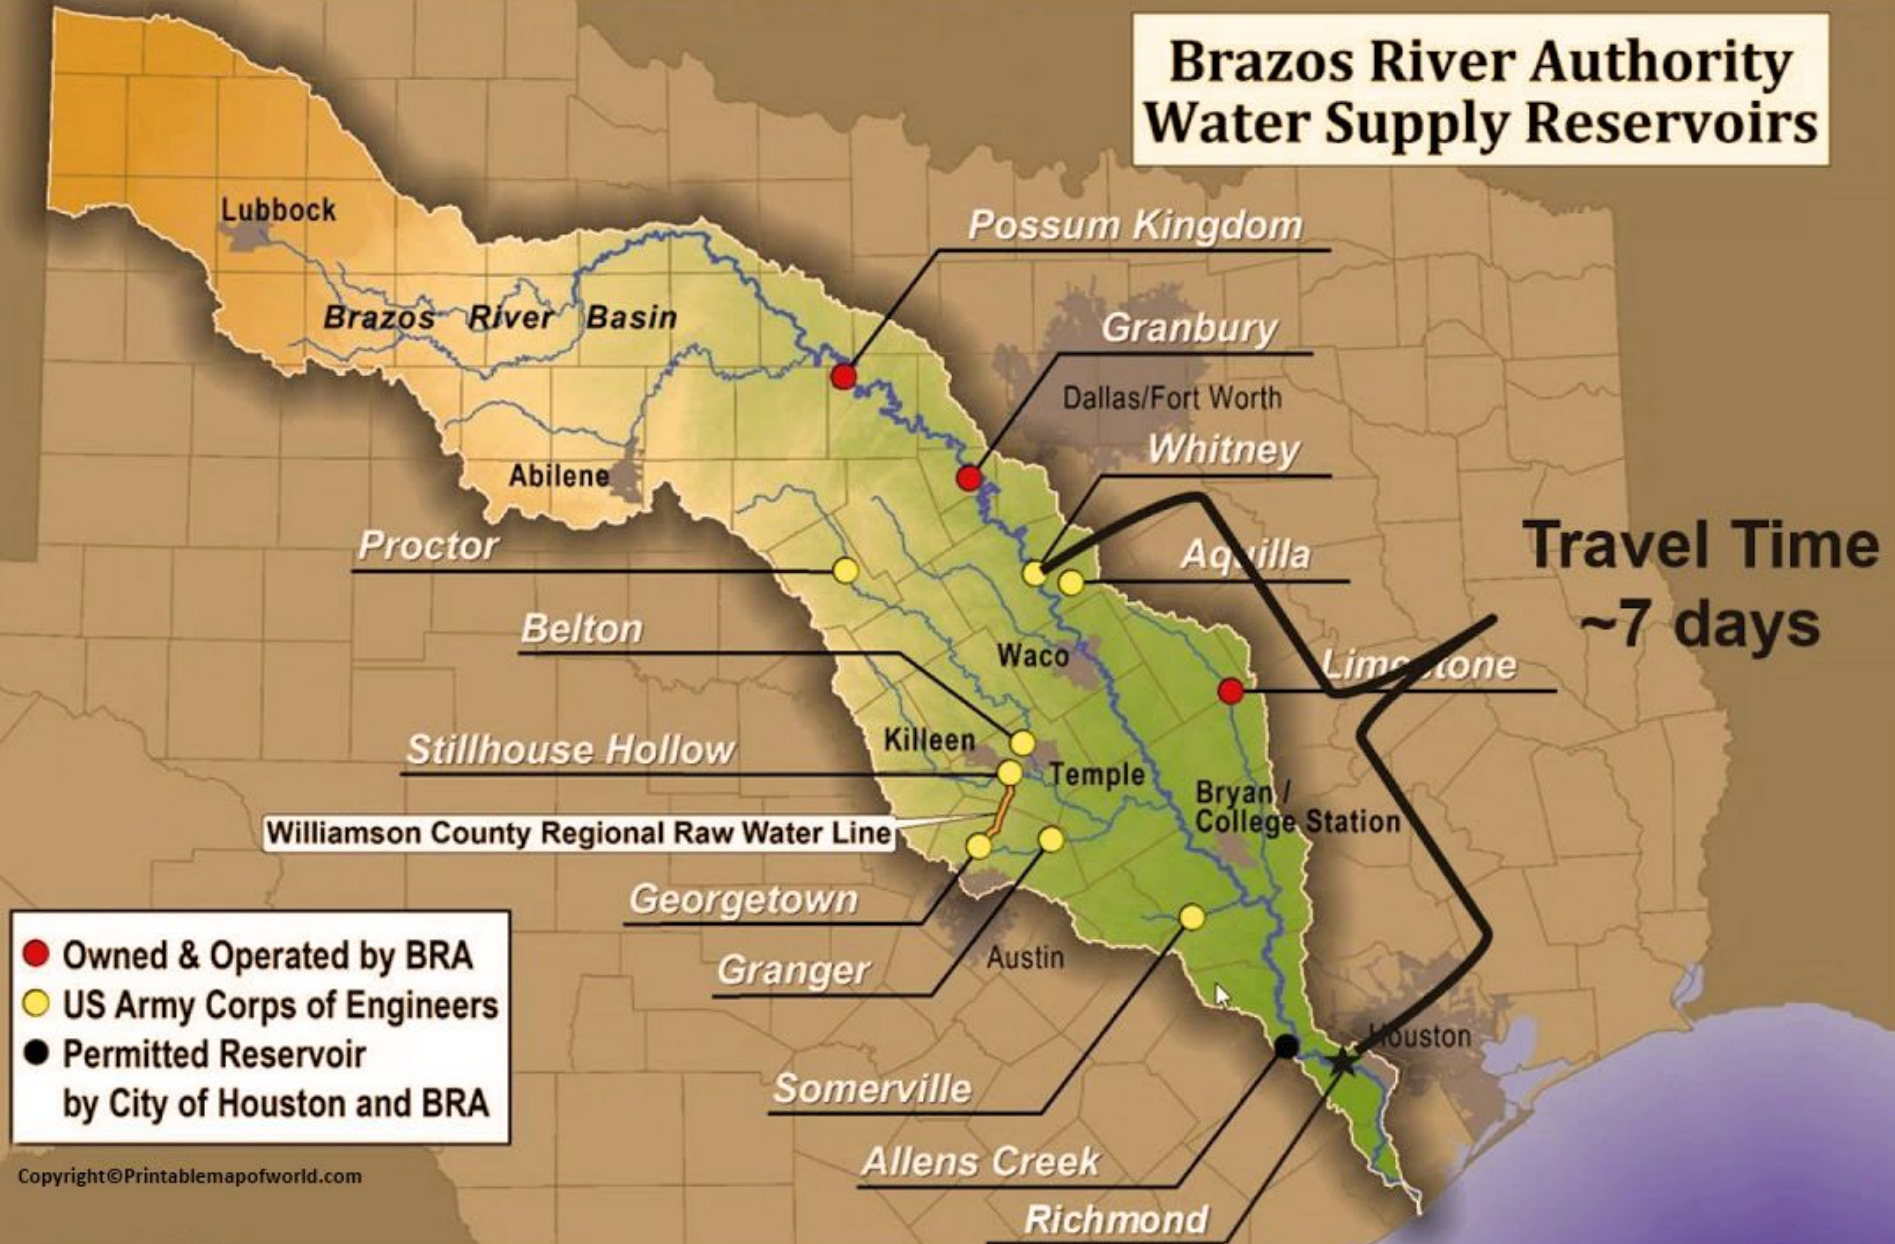 Brazos River Authority
Water Supply Reservoirs
Lubbock
Possum Kingdom
Brazos River Basin
Granbury
Dallas/Fort Worth
Whitney
Abilene
Proctor
Aquilla
Travel Time
~7 days
Belton
Waco
Limestone
Killeen
Stillhouse Hollow
Temple
Bryan /
College Station
Williamson County Regional Raw Water Line
Georgetown
Granger
Austin
Owned & Operated by BRA
US Army Corps of Engineers
Permitted Reservoir
by City of Houston and BRA
Houston
Somerville
Allens Creek
Richmond
Copyright©Printablemapofworld.com